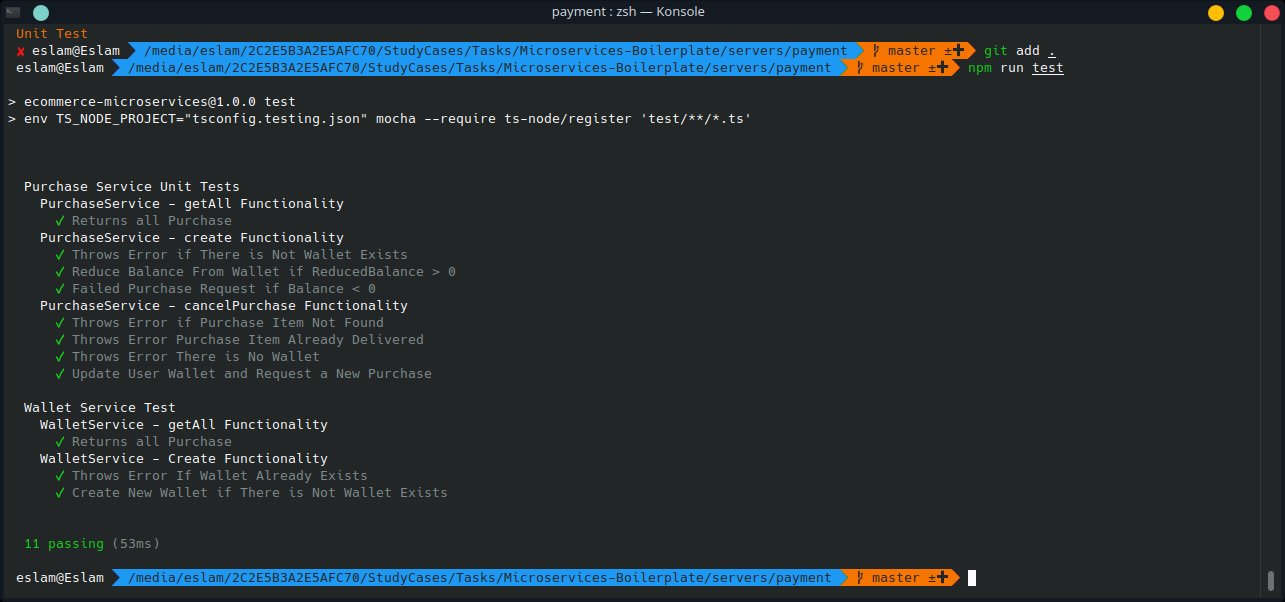 payment : zsh — Konsole
Unit Test
✘ eslam@Eslam /media/eslam/2C2E5B3A2E5AFC70/StudyCases/Tasks/Microservices-Boilerplate/servers/payment master ±✚ git add .
eslam@Eslam /media/eslam/2C2E5B3A2E5AFC70/StudyCases/Tasks/Microservices-Boilerplate/servers/payment master ±✚ npm run test
> ecommerce-microservices@1.0.0 test
> env TS_NODE_PROJECT="tsconfig.testing.json" mocha --require ts-node/register 'test/**/*.ts'
Purchase Service Unit Tests
PurchaseService - getAll Functionality
✓ Returns all Purchase
PurchaseService - create Functionality
✓ Throws Error if There is Not Wallet Exists
✓ Reduce Balance From Wallet if ReducedBalance > 0
✓ Failed Purchase Request if Balance < 0
PurchaseService - cancelPurchase Functionality
✓ Throws Error if Purchase Item Not Found
✓ Throws Error Purchase Item Already Delivered
✓ Throws Error There is No Wallet
✓ Update User Wallet and Request a New Purchase
Wallet Service Test
WalletService - getAll Functionality
✓ Returns all Purchase
WalletService - Create Functionality
✓ Throws Error If Wallet Already Exists
✓ Create New Wallet if There is Not Wallet Exists
11 passing (53ms)
eslam@Eslam /media/eslam/2C2E5B3A2E5AFC70/StudyCases/Tasks/Microservices-Boilerplate/servers/payment master ±✚